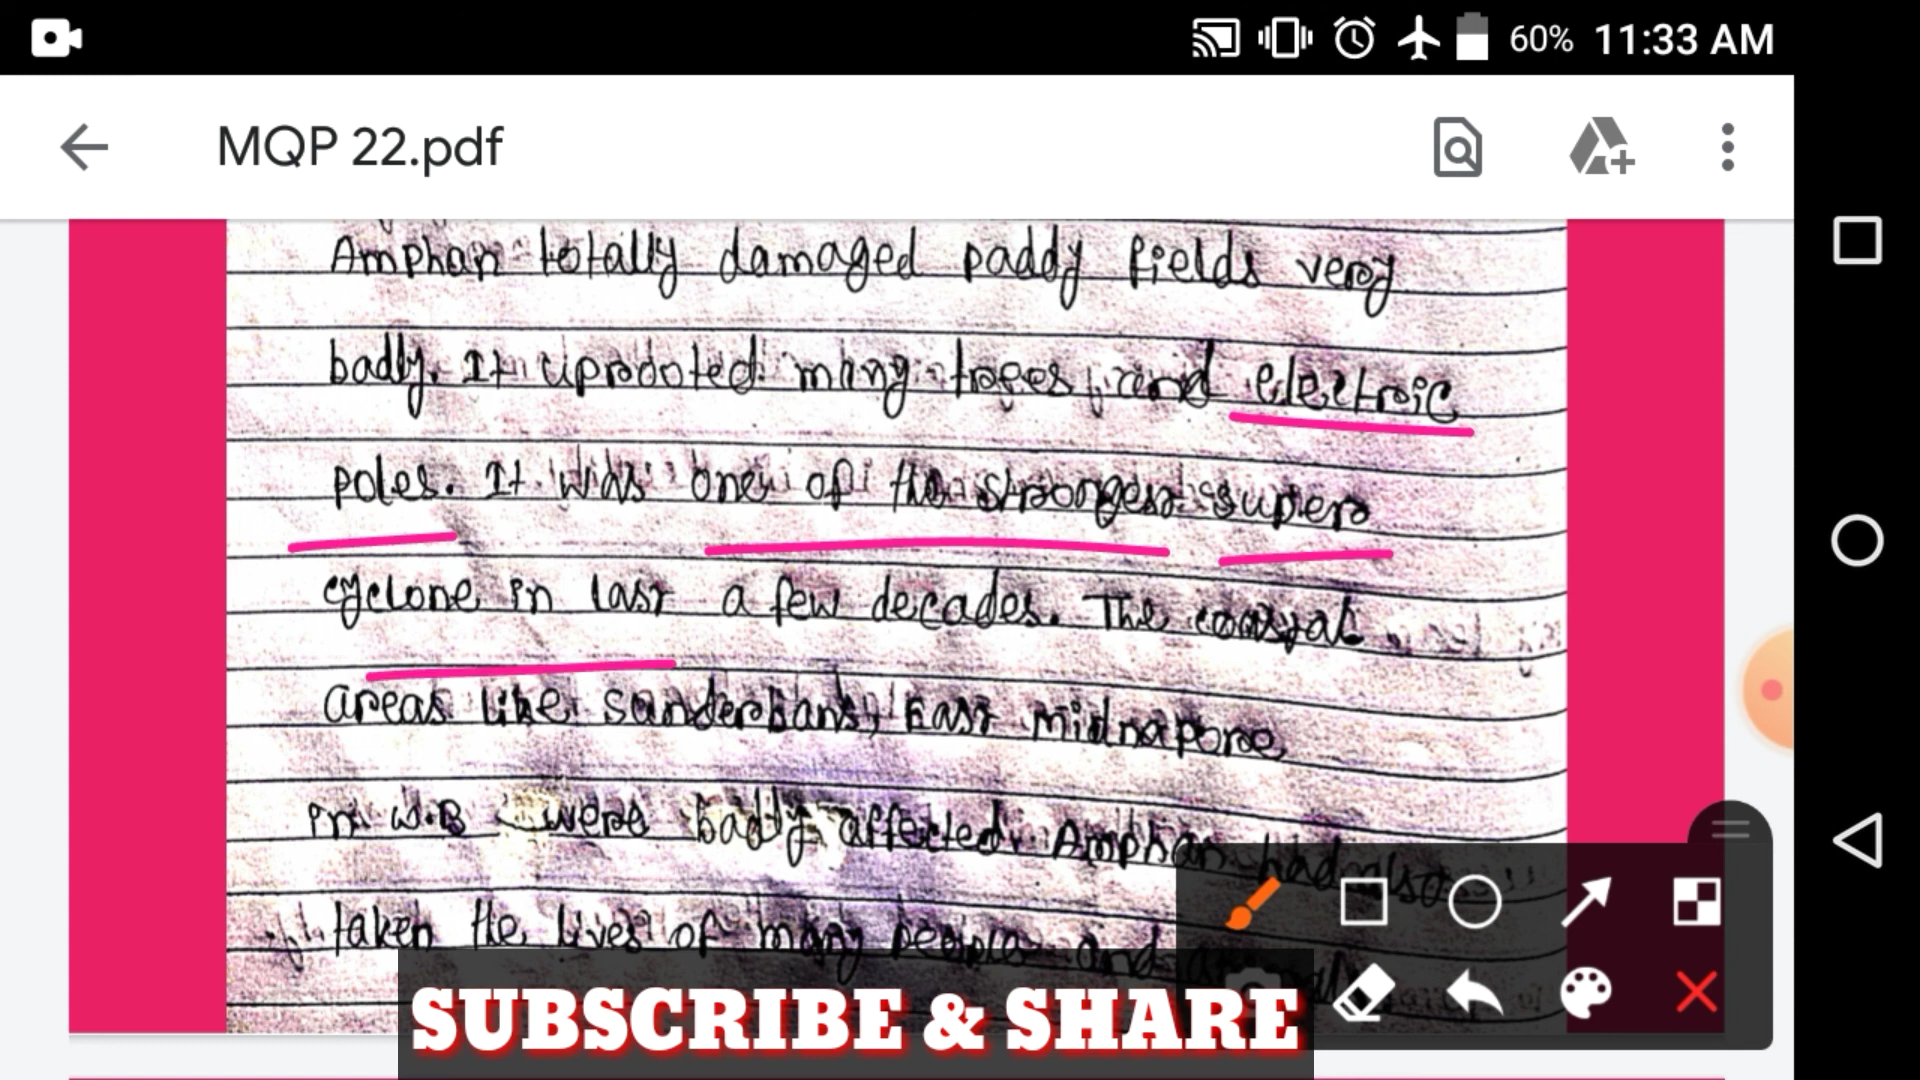 60% 11:33 AM
MQP 22.pdf
Amphan totally damaged paddy fields very
badly. It uprooted many trees, and electric
poles. It was one of the strongest super
cyclone in last a few decades. The coastal
areas like sunderbans, East Midnapore
in W.B were badly affected. Amphan had also
taken the lives of many people and
SUBSCRIBE & SHARE